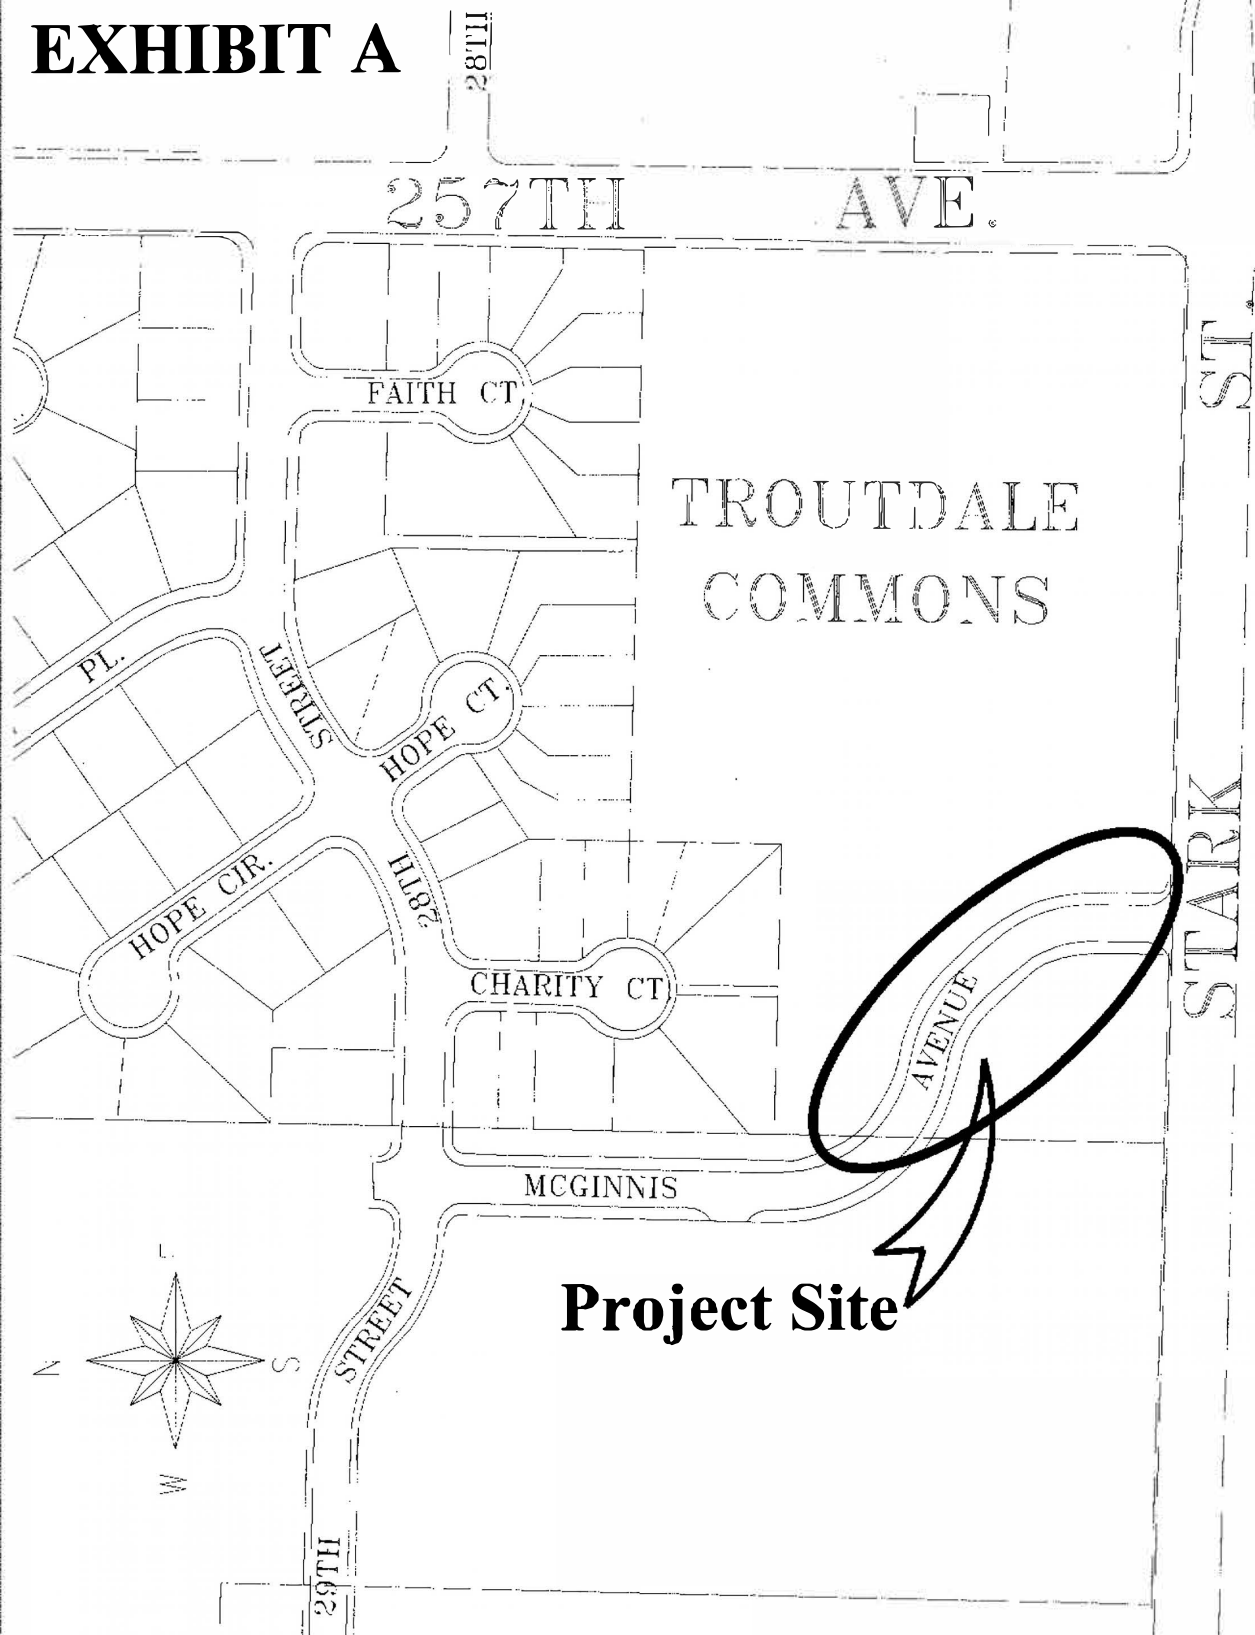 EXHIBIT A
28TH
257TH AVE.
FAITH CT
ST.
TROUTDALE
COMMONS
PL.
STREET
HOPE CT.
STARK
28TH
HOPE CIR.
CHARITY CT
AVENUE
MCGINNIS
Project Site
STREET
N
S
W
29TH